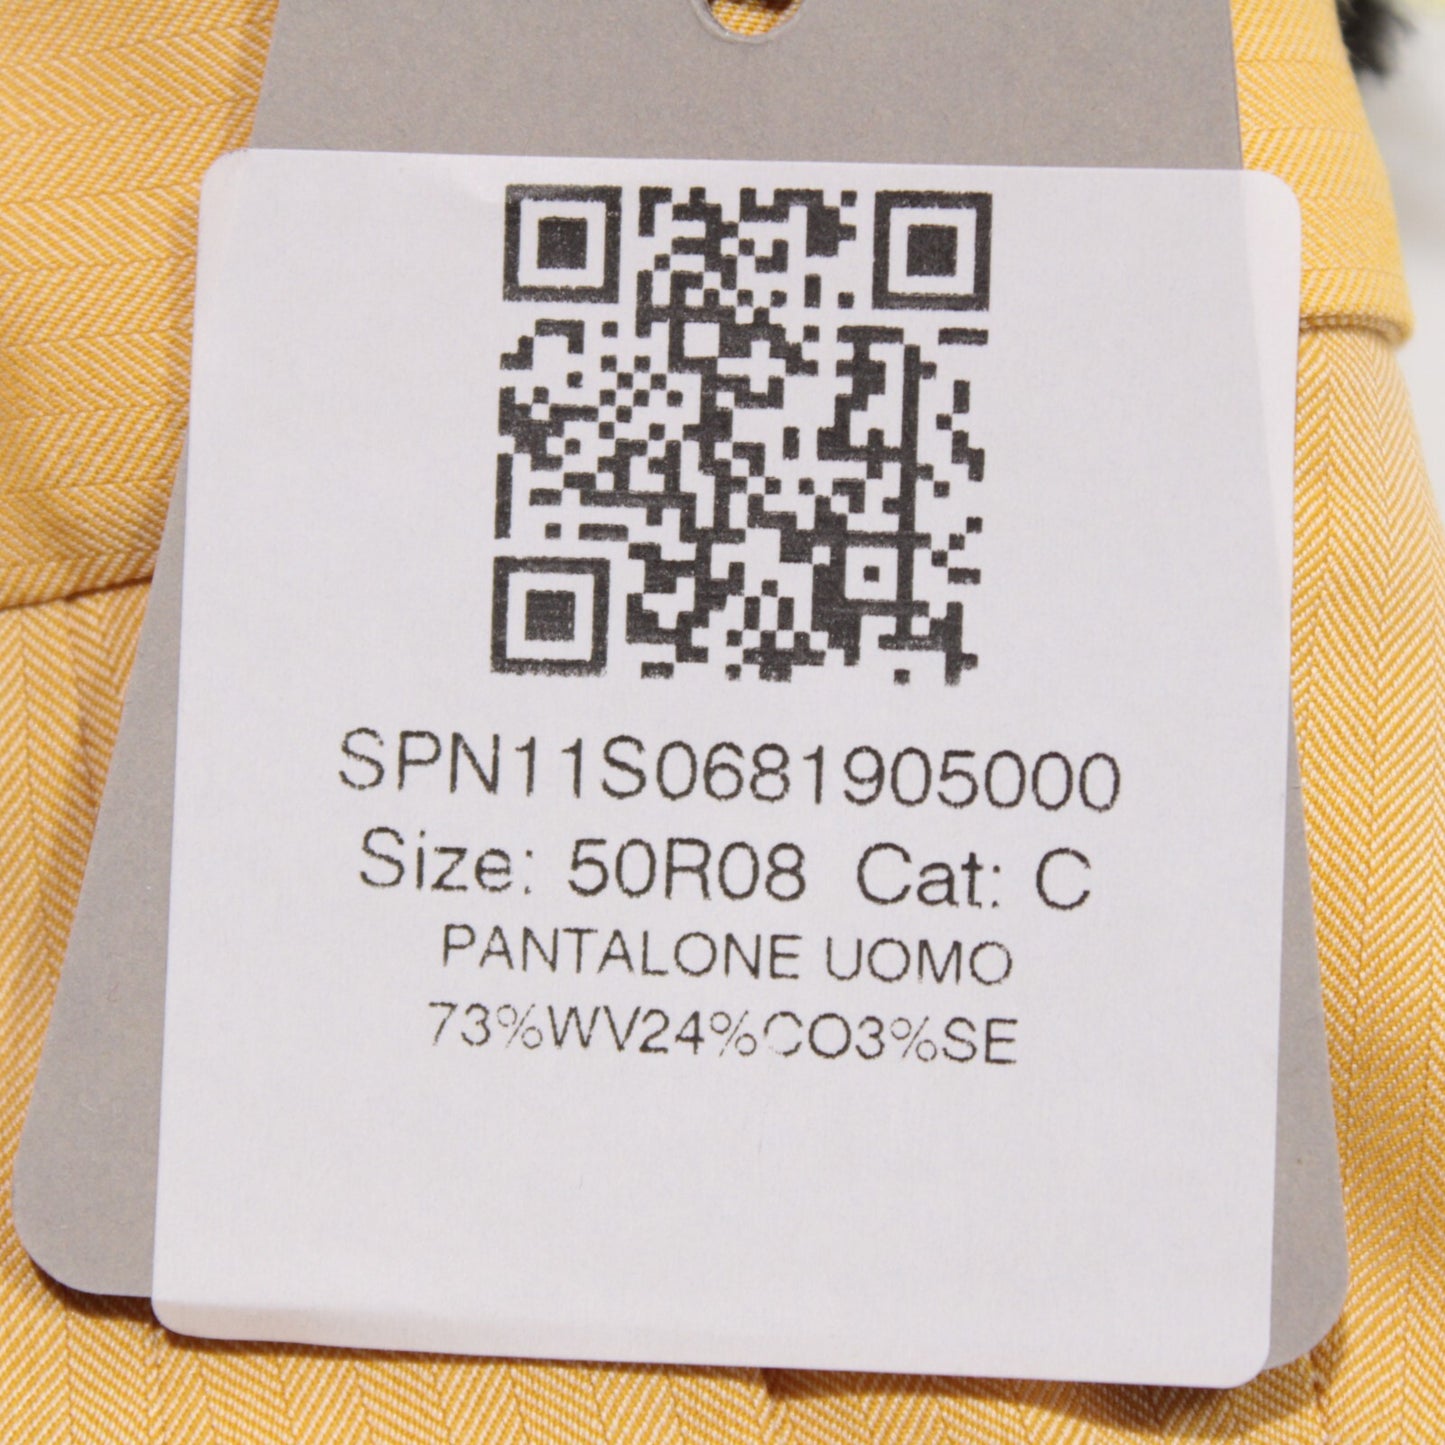 SPN11S0681905000
Size: 50R08 Cat: C
PANTALONE UOMO
73%WV24%CO3%SE